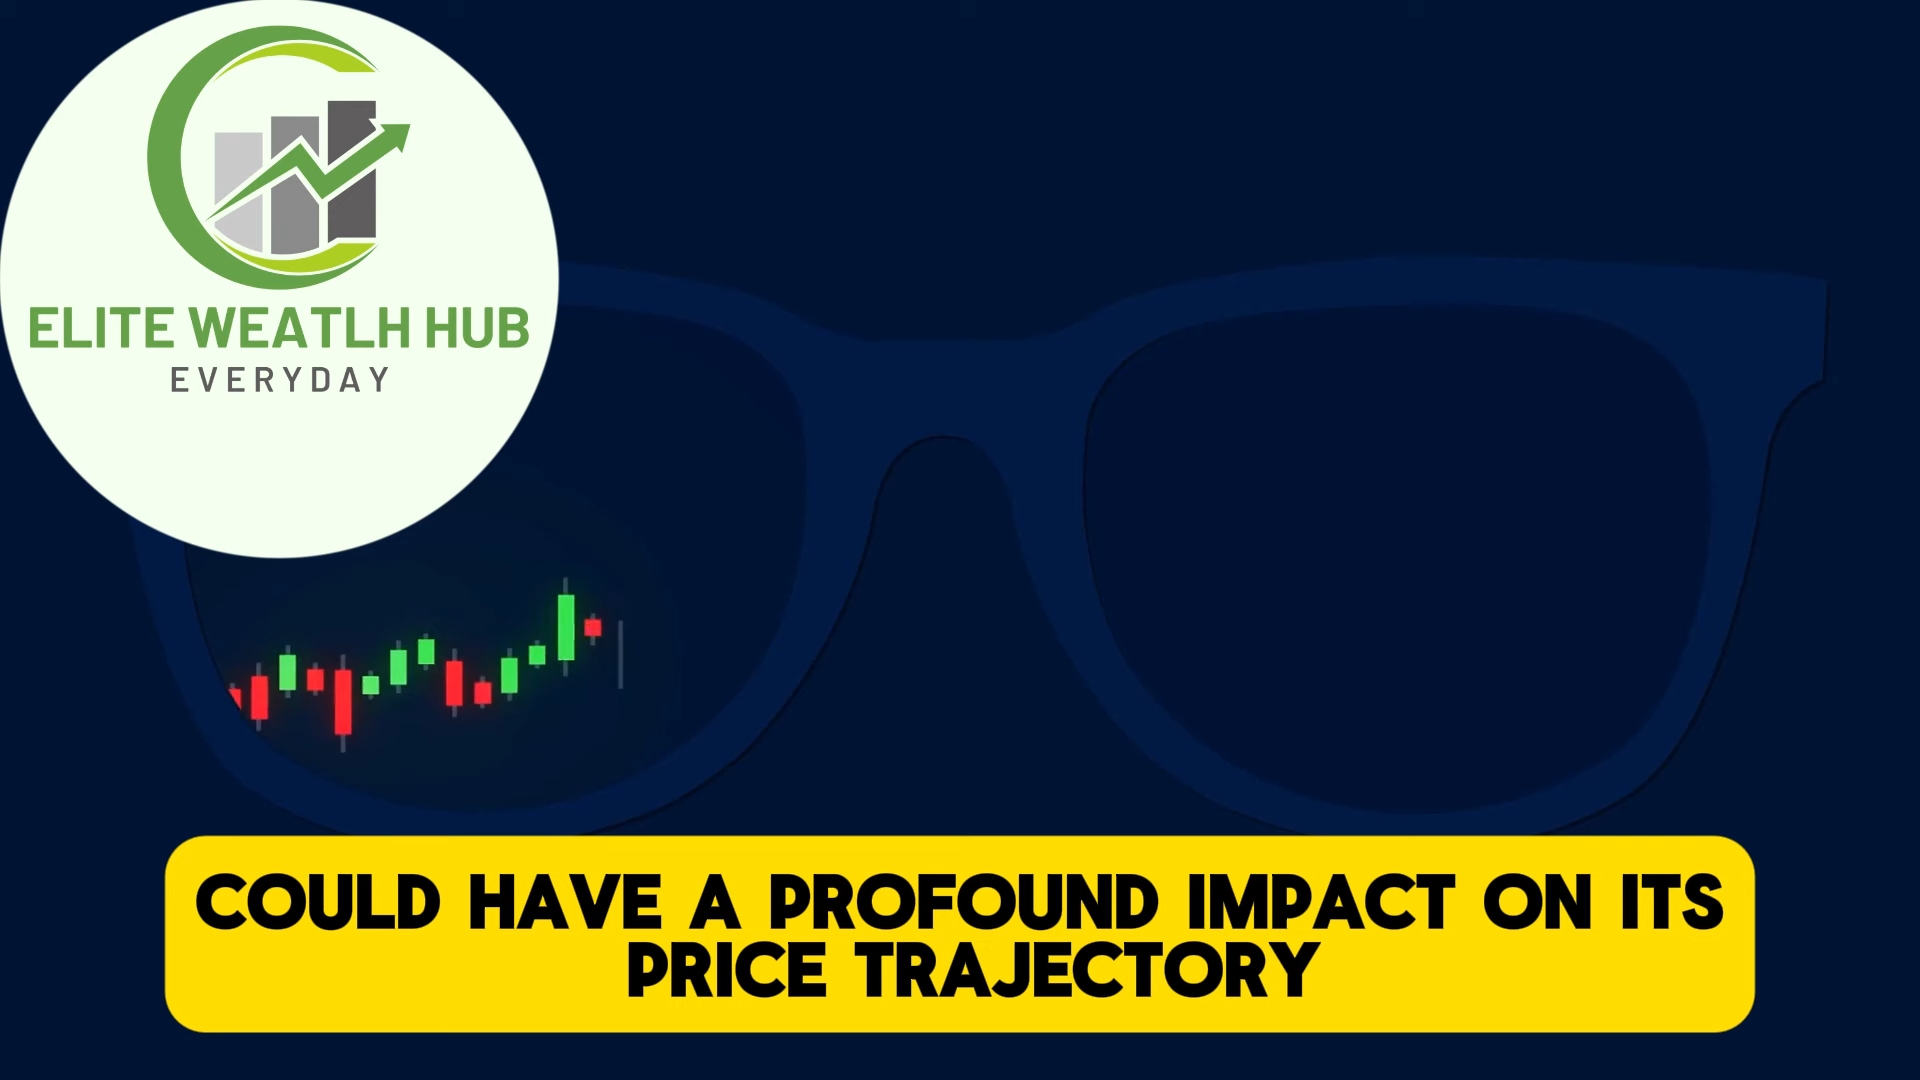 ELITE WEATLH HUB
EVERYDAY
COULD HAVE A PROFOUND IMPACT ON ITS
PRICE TRAJECTORY